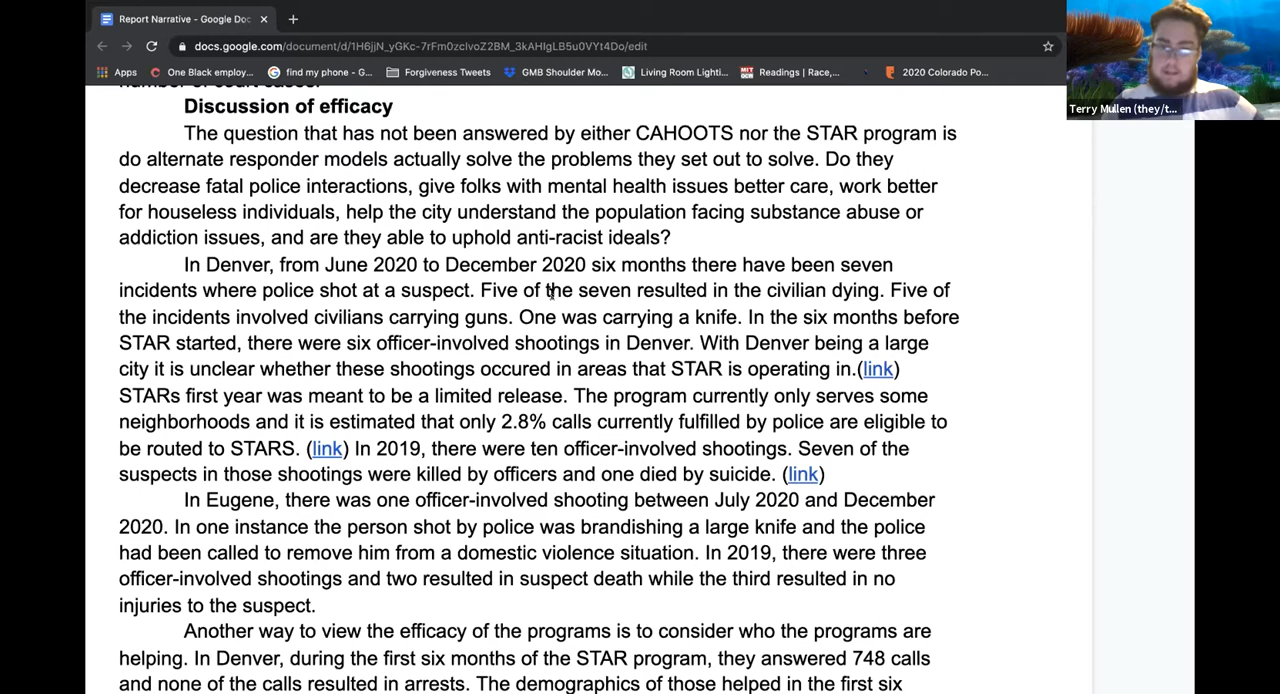 Report Narrative - Google Doc
docs.google.com/document/d/1H6jjN_yGKc-7rFm0zcIvoZ2BM_3kAHIgLB5u0VYt4Do/edit
Apps
One Black employ...
find my phone - G...
Forgiveness Tweets
GMB Shoulder Mo...
Living Room Lighti...
MIT OCW
Readings | Race,...
2020 Colorado Po...
Terry Mullen (they/t...
number of court cases.
Discussion of efficacy
The question that has not been answered by either CAHOOTS nor the STAR program is
do alternate responder models actually solve the problems they set out to solve. Do they
decrease fatal police interactions, give folks with mental health issues better care, work better
for houseless individuals, help the city understand the population facing substance abuse or
addiction issues, and are they able to uphold anti-racist ideals?
In Denver, from June 2020 to December 2020 six months there have been seven
incidents where police shot at a suspect. Five of the seven resulted in the civilian dying. Five of
the incidents involved civilians carrying guns. One was carrying a knife. In the six months before
STAR started, there were six officer-involved shootings in Denver. With Denver being a large
city it is unclear whether these shootings occured in areas that STAR is operating in.(link)
STARs first year was meant to be a limited release. The program currently only serves some
neighborhoods and it is estimated that only 2.8% calls currently fulfilled by police are eligible to
be routed to STARS. (link) In 2019, there were ten officer-involved shootings. Seven of the
suspects in those shootings were killed by officers and one died by suicide. (link)
In Eugene, there was one officer-involved shooting between July 2020 and December
2020. In one instance the person shot by police was brandishing a large knife and the police
had been called to remove him from a domestic violence situation. In 2019, there were three
officer-involved shootings and two resulted in suspect death while the third resulted in no
injuries to the suspect.
Another way to view the efficacy of the programs is to consider who the programs are
helping. In Denver, during the first six months of the STAR program, they answered 748 calls
and none of the calls resulted in arrests. The demographics of those helped in the first six